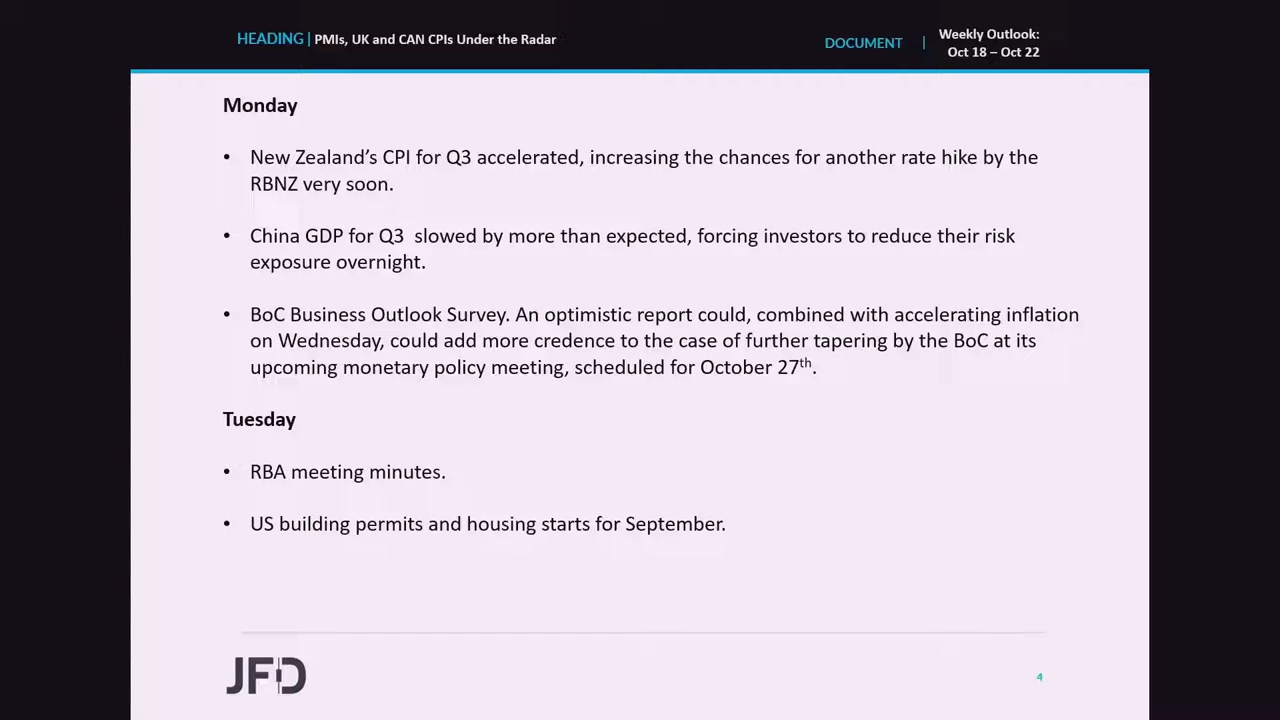 HEADING | PMIs, UK and CAN CPIs Under the Radar
DOCUMENT | Weekly Outlook:
Oct 18 – Oct 22
Monday
• New Zealand’s CPI for Q3 accelerated, increasing the chances for another rate hike by the
RBNZ very soon.
• China GDP for Q3 slowed by more than expected, forcing investors to reduce their risk
exposure overnight.
• BoC Business Outlook Survey. An optimistic report could, combined with accelerating inflation
on Wednesday, could add more credence to the case of further tapering by the BoC at its
upcoming monetary policy meeting, scheduled for October 27th.
Tuesday
• RBA meeting minutes.
• US building permits and housing starts for September.
JFD
4